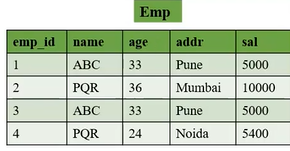 Emp
emp_id name age addr sal
1 ABC 33 Pune 5000
2 PQR 36 Mumbai 10000
3 ABC 33 Pune 5000
4 PQR 24 Noida 5400